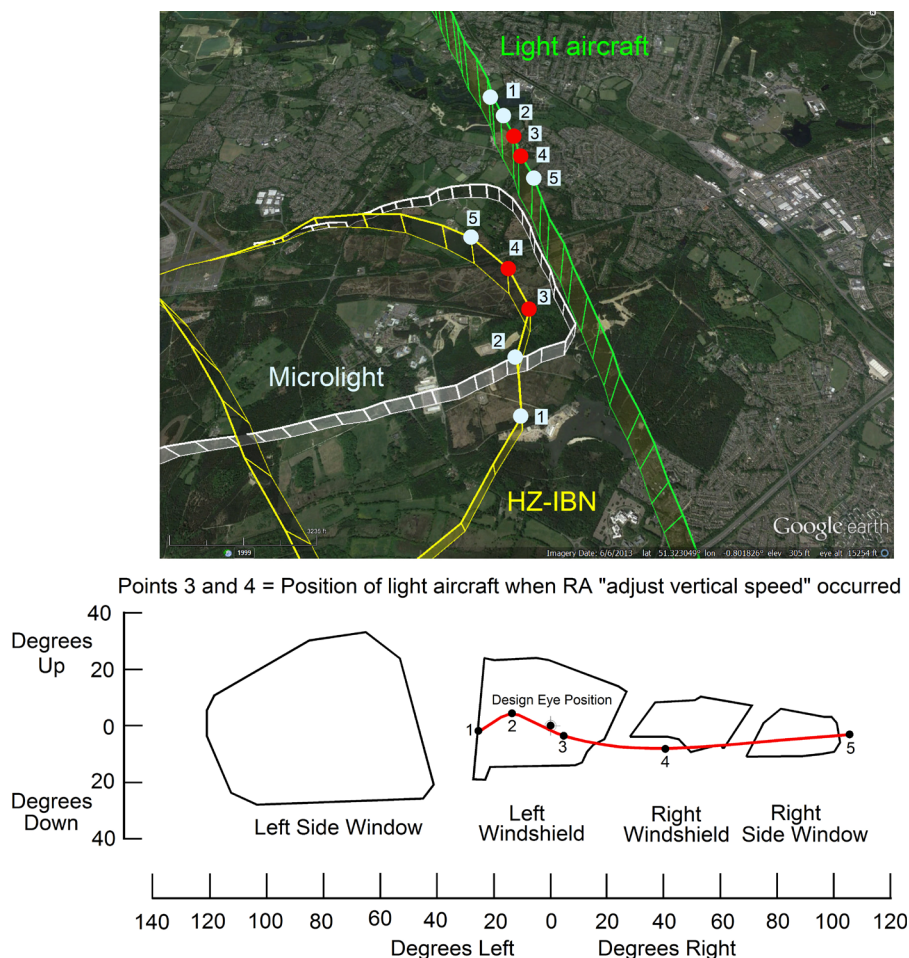 Light aircraft
1
2
3
4
5
5
4
3
2
1
Microlight
HZ-IBN
Google earth
3235 ft
1999
Imagery Date: 6/6/2013 lat 51.323049° lon -0.801826° elev 305 ft eye alt 15254 ft
Points 3 and 4 = Position of light aircraft when RA "adjust vertical speed" occurred
40
Degrees
Up
20
0
20
Degrees
Down
40
Design Eye Position
1
2
3
4
5
Left Side Window
Left
Windshield
Right
Windshield
Right
Side Window
140 120 100 80 60 40 20 0 20 40 60 80 100 120
Degrees Left
Degrees Right